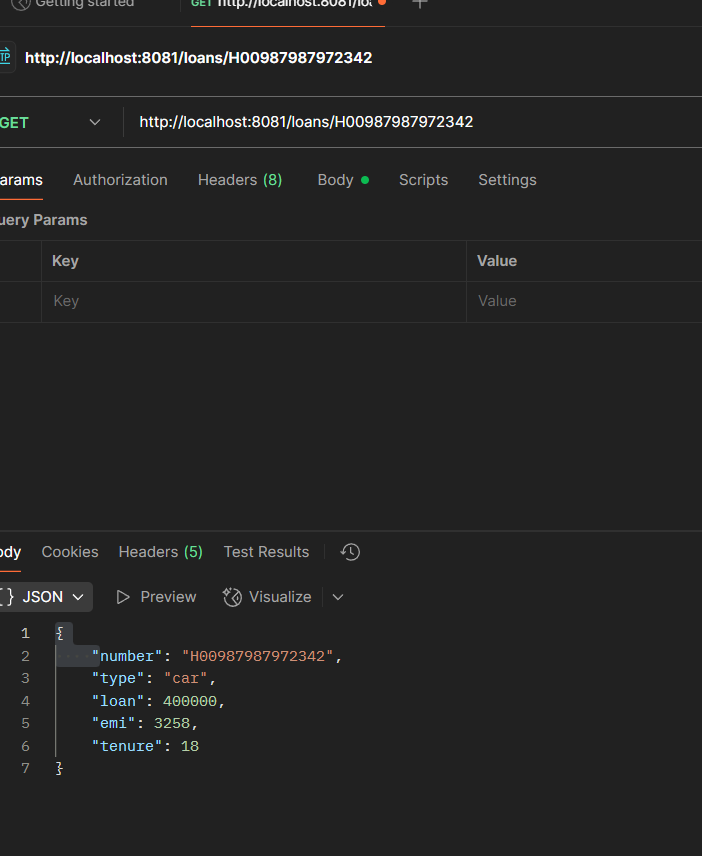 Getting started GET http://localhost:8081/loa
http://localhost:8081/loans/H00987987972342
GET http://localhost:8081/loans/H00987987972342
arams Authorization Headers (8) Body Scripts Settings
uery Params
Key Value
Key Value
ody Cookies Headers (5) Test Results
{} JSON Preview Visualize
1 {
2 "number": "H00987987972342",
3 "type": "car",
4 "loan": 400000,
5 "emi": 3258,
6 "tenure": 18
7 }